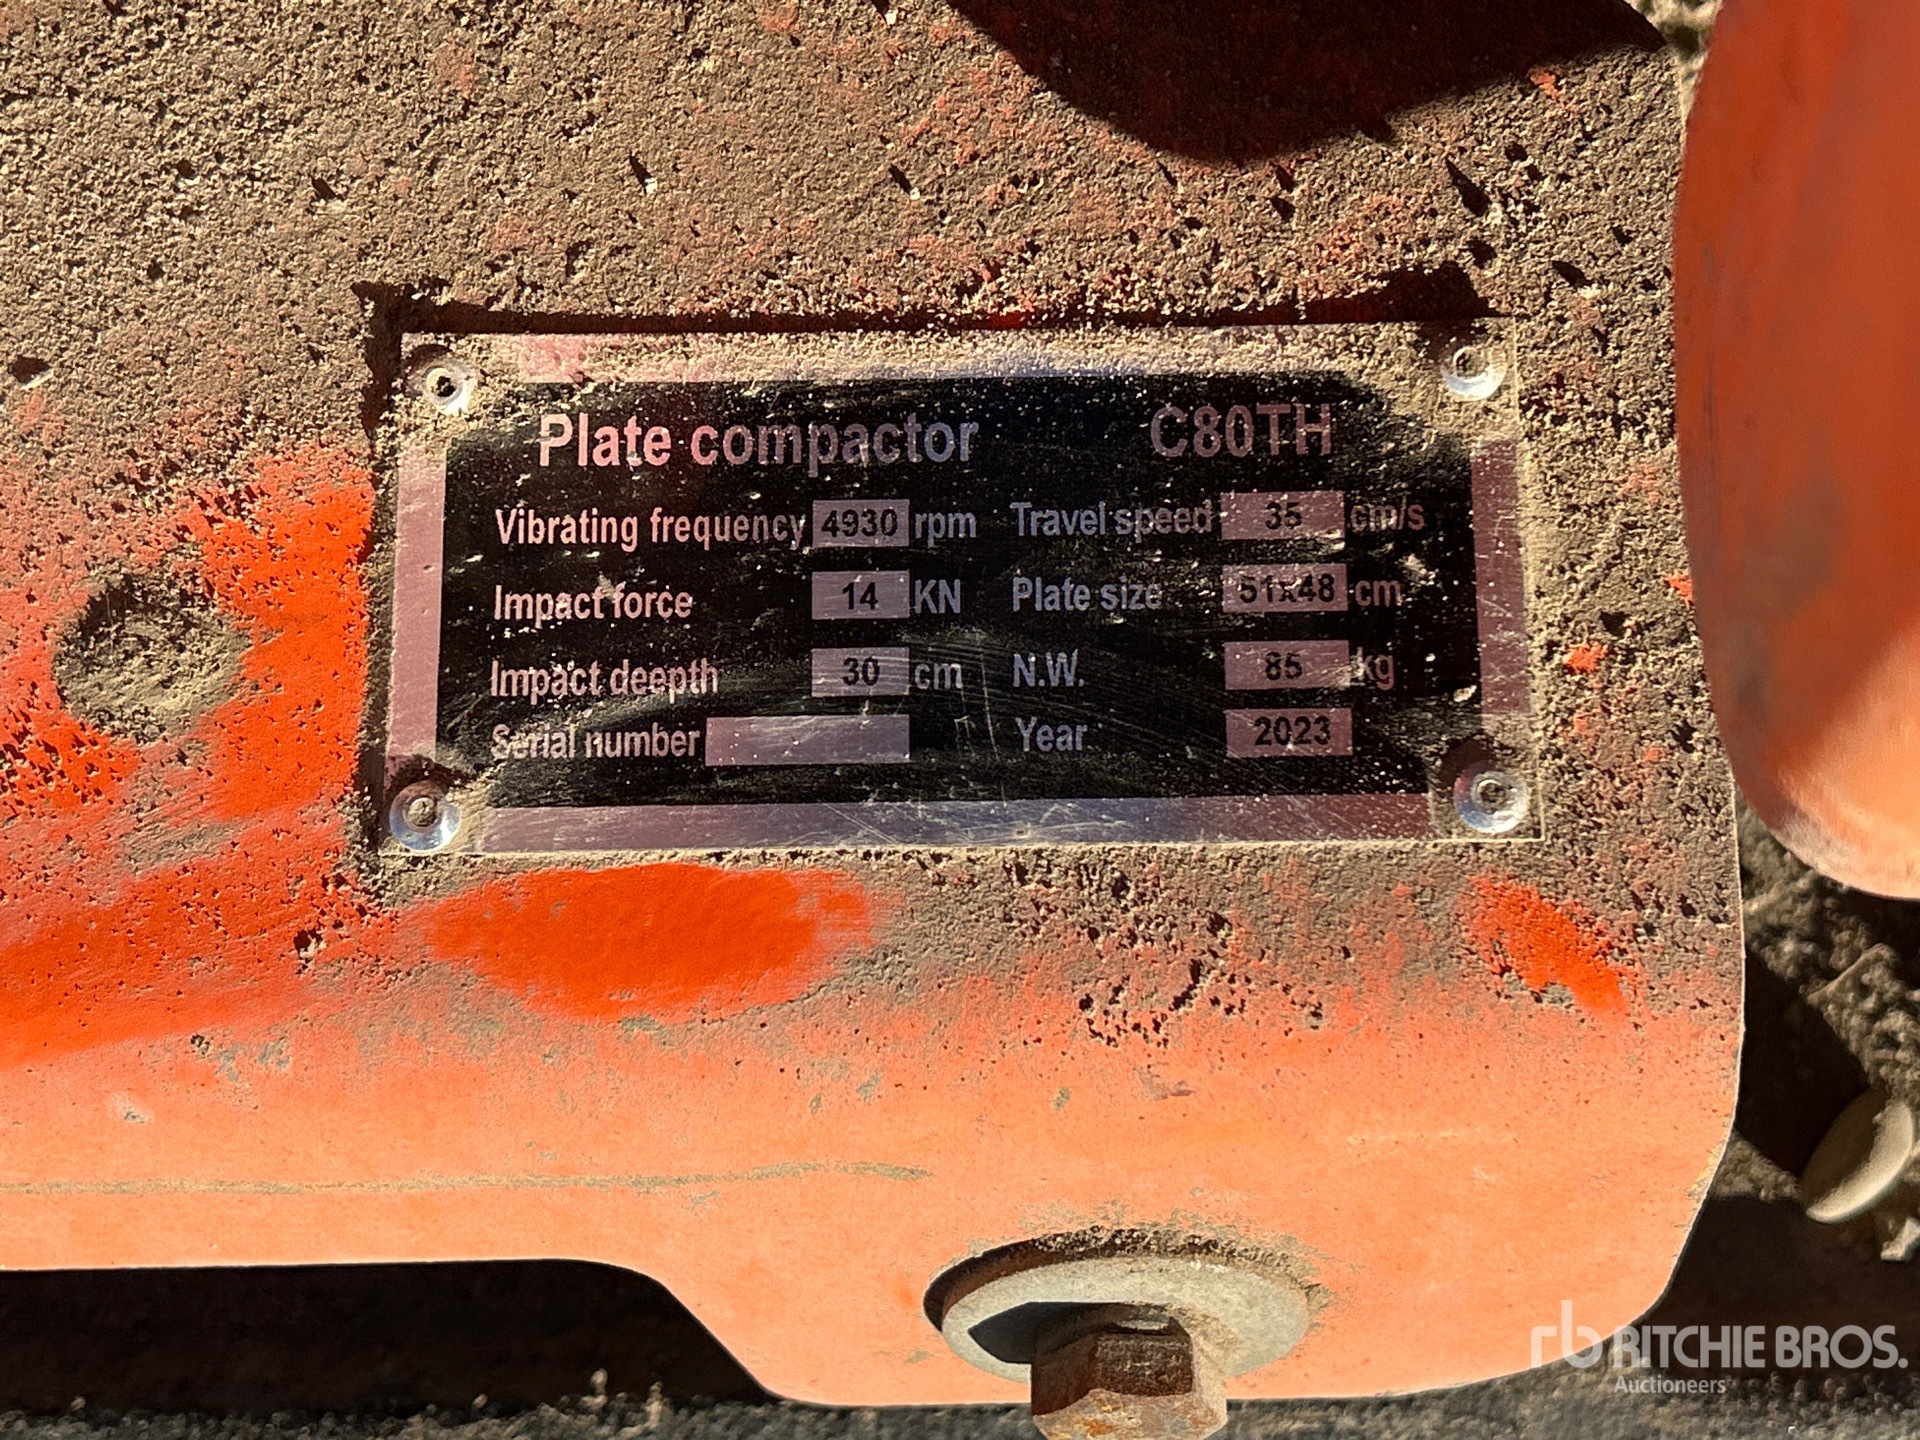 Plate compactor C80TH
Vibrating frequency 4930 rpm Travel speed 35 cm/s
Impact force 14 KN Plate size 51x48 cm
Impact deepth 30 cm N.W. 85 kg
Serial number Year 2023
rb RITCHIE BROS.
Auctioneers